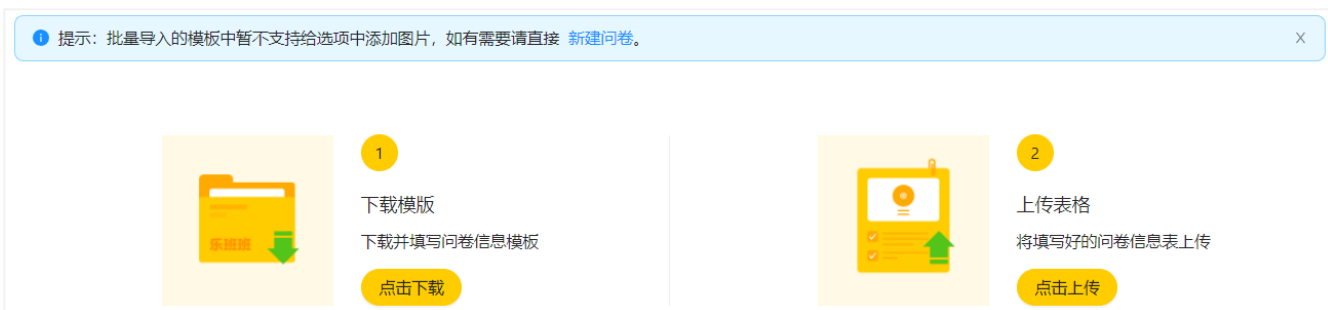 提示：批量导入的模板中暂不支持给选项中添加图片，如有需要请直接 新建问卷。 X
1
下载模版
下载并填写问卷信息模板
点击下载
乐班班
2
上传表格
将填写好的问卷信息表上传
点击上传